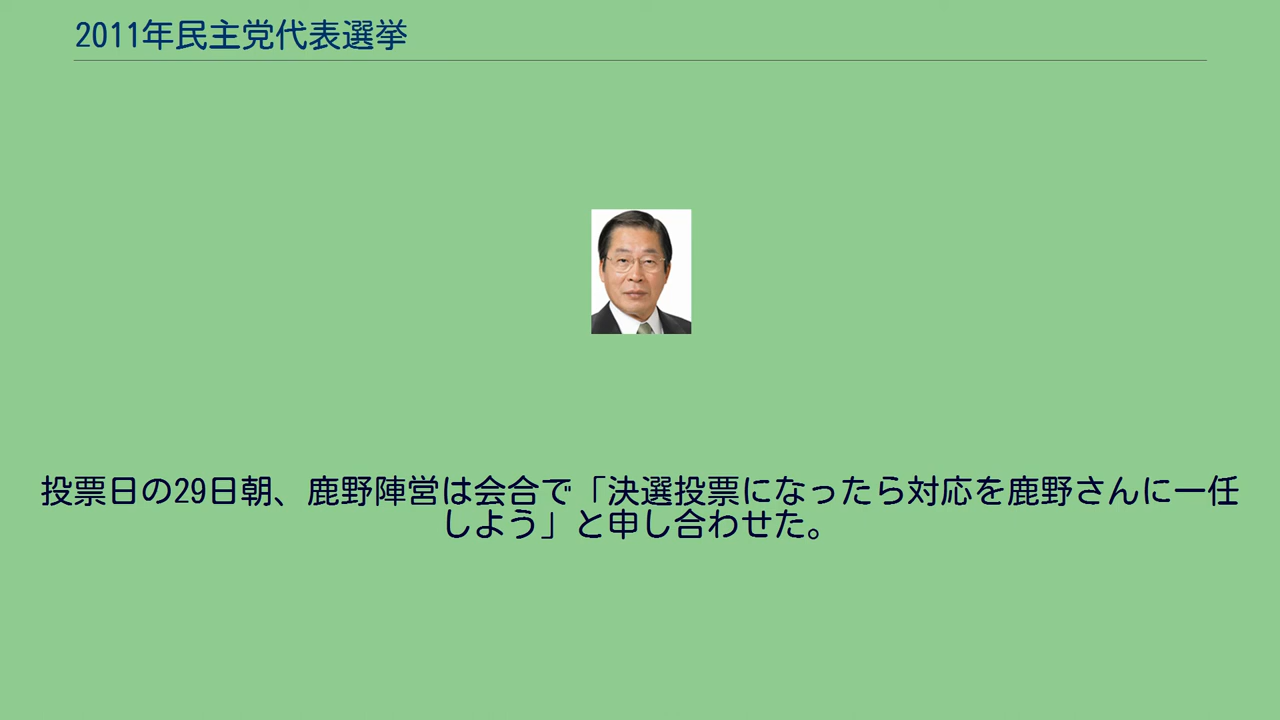 2011年民主党代表選挙
投票日の29日朝、鹿野陣営は会合で「決選投票になったら対応を鹿野さんに一任
しよう」と申し合わせた。